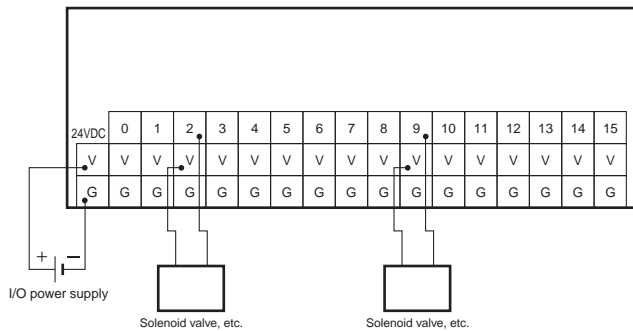 24VDC 0 1 2 3 4 5 6 7 8 9 10 11 12 13 14 15
V V V V V V V V V V V V V V V V V
G G G G G G G G G G G G G G G G G
+ −
I/O power supply
Solenoid valve, etc. Solenoid valve, etc.